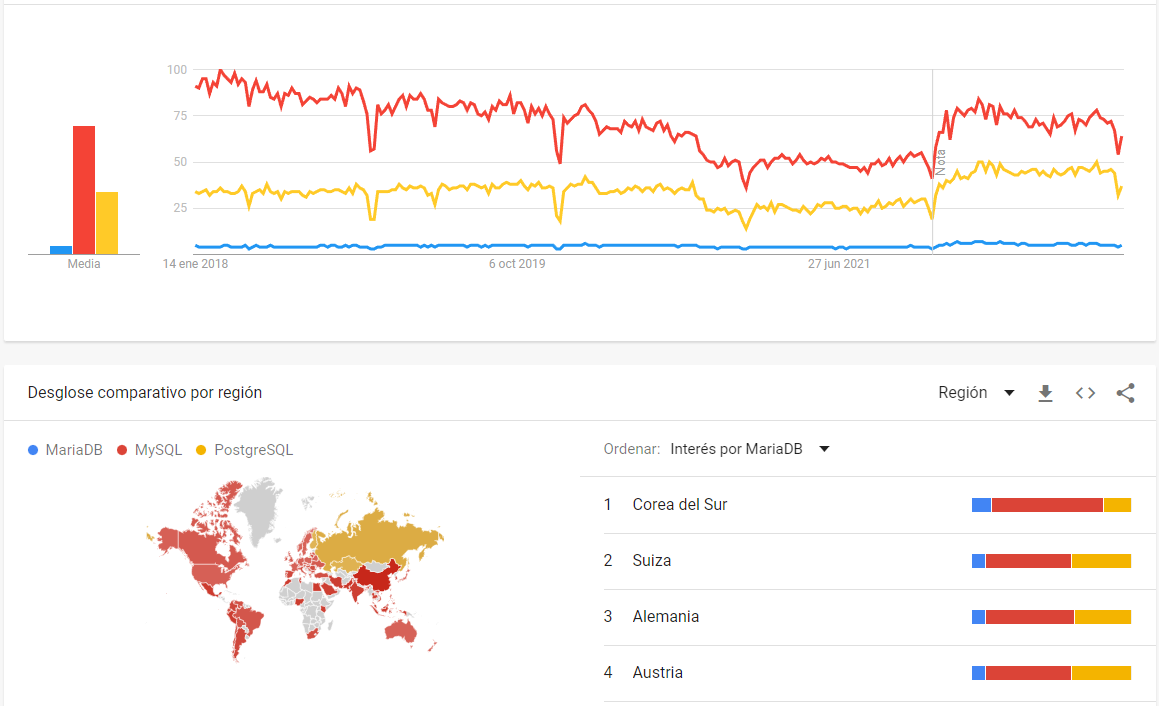 100
75
50
25
Nota
Media
14 ene 2018
6 oct 2019
27 jun 2021
Desglose comparativo por región
Región
MariaDB
MySQL
PostgreSQL
Ordenar: Interés por MariaDB
1 Corea del Sur
2 Suiza
3 Alemania
4 Austria